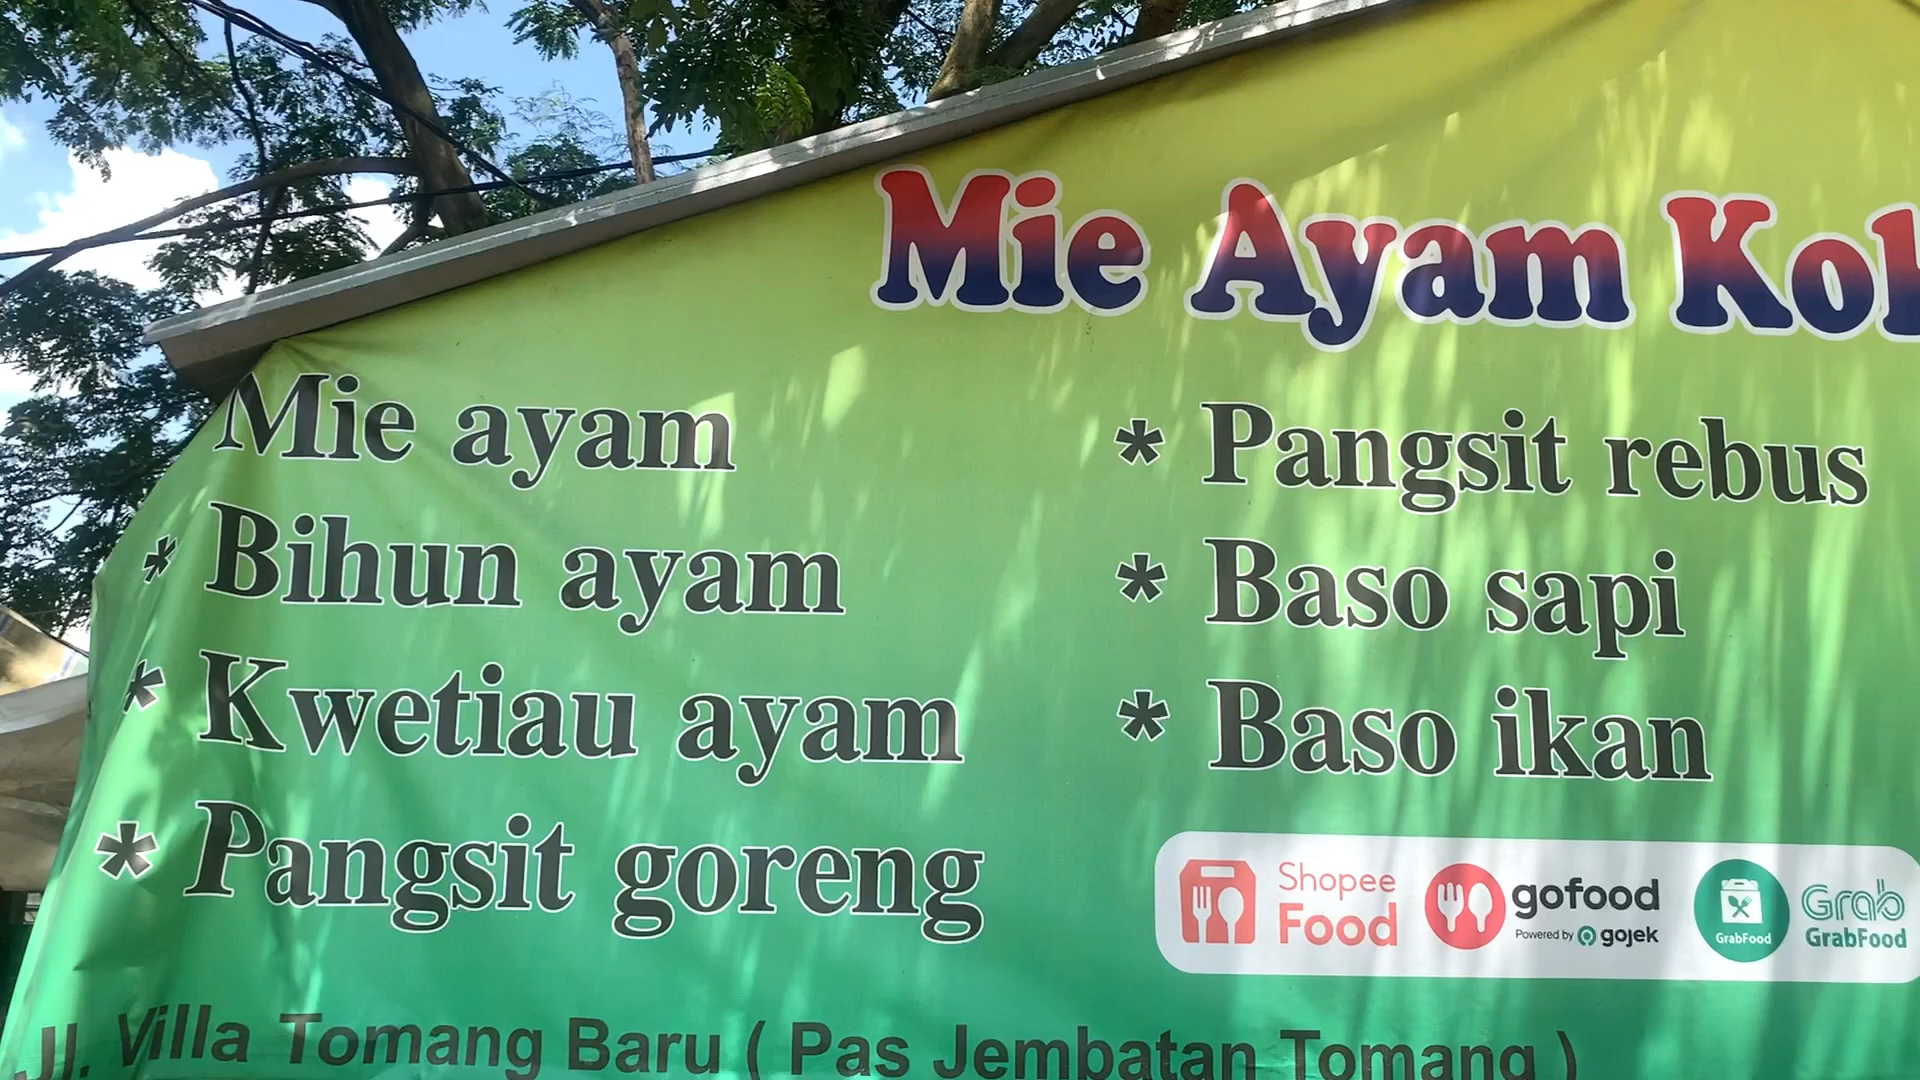 Mie Ayam Kol
Mie ayam
* Bihun ayam
* Kwetiau ayam
* Pangsit goreng
* Pangsit rebus
* Baso sapi
* Baso ikan
Shopee Food
gofood
Powered by gojek
GrabFood
Grab
GrabFood
Jl. Villa Tomang Baru ( Pas Jembatan Tomang )